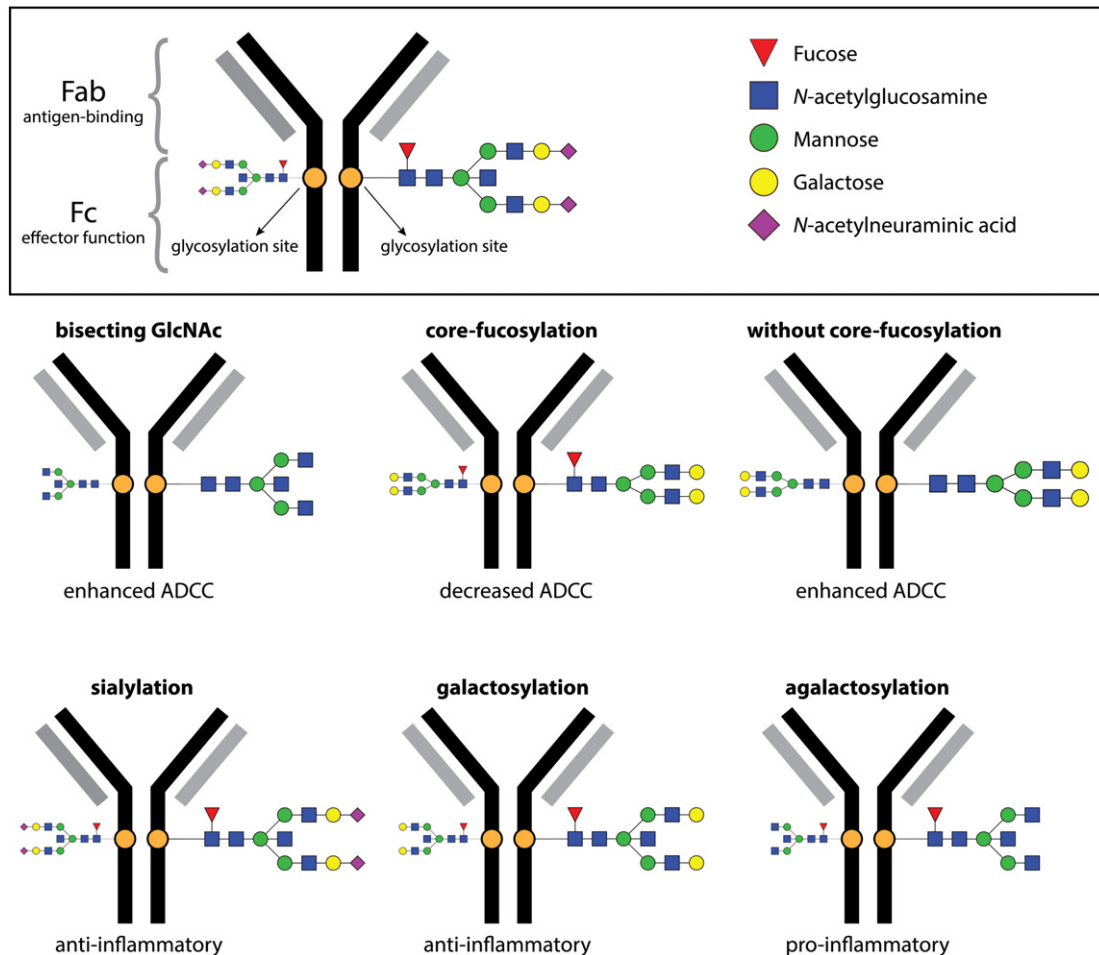 Fab
antigen-binding
Fc
effector function
glycosylation site
glycosylation site
Fucose
N-acetylglucosamine
Mannose
Galactose
N-acetylneuraminic acid
bisecting GlcNAc
core-fucosylation
without core-fucosylation
enhanced ADCC
decreased ADCC
enhanced ADCC
sialylation
galactosylation
agalactosylation
anti-inflammatory
anti-inflammatory
pro-inflammatory